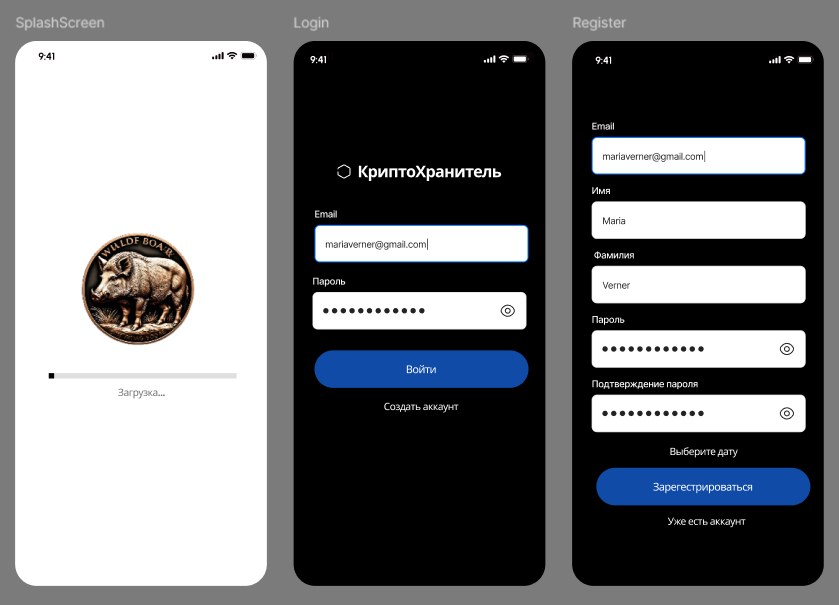 SplashScreen
9:41
WILLDF BOAR
Загрузка...
Login
9:41
КриптоХранитель
Email
mariaverner@gmail.com
Пароль
Войти
Создать аккаунт
Register
9:41
Email
mariaverner@gmail.com
Имя
Maria
Фамилия
Verner
Пароль
Подтверждение пароля
Выберите дату
Зарегестрироваться
Уже есть аккаунт